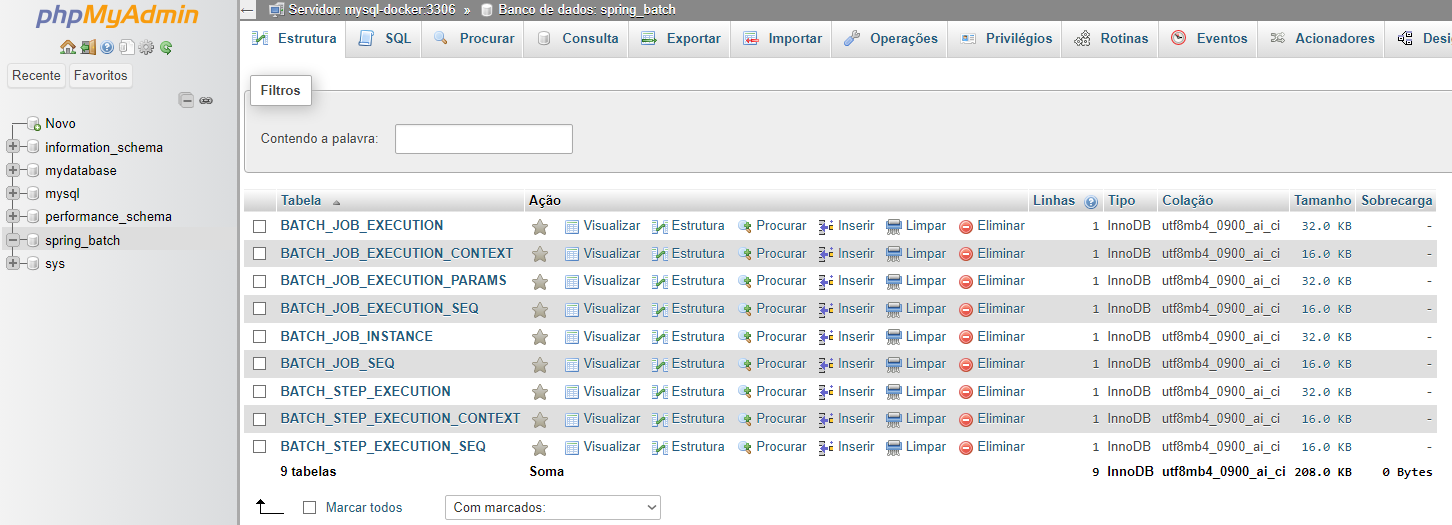 phpMyAdmin
Servidor: mysql-docker:3306 » Banco de dados: spring_batch
Estrutura SQL Procurar Consulta Exportar Importar Operações Privilégios Rotinas Eventos Acionadores Desi
Recente Favoritos
Novo
information_schema
mydatabase
mysql
performance_schema
spring_batch
sys
Filtros
Contendo a palavra:
Tabela Ação Linhas Tipo Colação Tamanho Sobrecarga
BATCH_JOB_EXECUTION Visualizar Estrutura Procurar Inserir Limpar Eliminar 1 InnoDB utf8mb4_0900_ai_ci 32.0 KB -
BATCH_JOB_EXECUTION_CONTEXT Visualizar Estrutura Procurar Inserir Limpar Eliminar 1 InnoDB utf8mb4_0900_ai_ci 16.0 KB -
BATCH_JOB_EXECUTION_PARAMS Visualizar Estrutura Procurar Inserir Limpar Eliminar 1 InnoDB utf8mb4_0900_ai_ci 32.0 KB -
BATCH_JOB_EXECUTION_SEQ Visualizar Estrutura Procurar Inserir Limpar Eliminar 1 InnoDB utf8mb4_0900_ai_ci 16.0 KB -
BATCH_JOB_INSTANCE Visualizar Estrutura Procurar Inserir Limpar Eliminar 1 InnoDB utf8mb4_0900_ai_ci 32.0 KB -
BATCH_JOB_SEQ Visualizar Estrutura Procurar Inserir Limpar Eliminar 1 InnoDB utf8mb4_0900_ai_ci 16.0 KB -
BATCH_STEP_EXECUTION Visualizar Estrutura Procurar Inserir Limpar Eliminar 1 InnoDB utf8mb4_0900_ai_ci 32.0 KB -
BATCH_STEP_EXECUTION_CONTEXT Visualizar Estrutura Procurar Inserir Limpar Eliminar 1 InnoDB utf8mb4_0900_ai_ci 16.0 KB -
BATCH_STEP_EXECUTION_SEQ Visualizar Estrutura Procurar Inserir Limpar Eliminar 1 InnoDB utf8mb4_0900_ai_ci 16.0 KB -
9 tabelas Soma 9 InnoDB utf8mb4_0900_ai_ci 208.0 KB 0 Bytes
Marcar todos Com marcados: